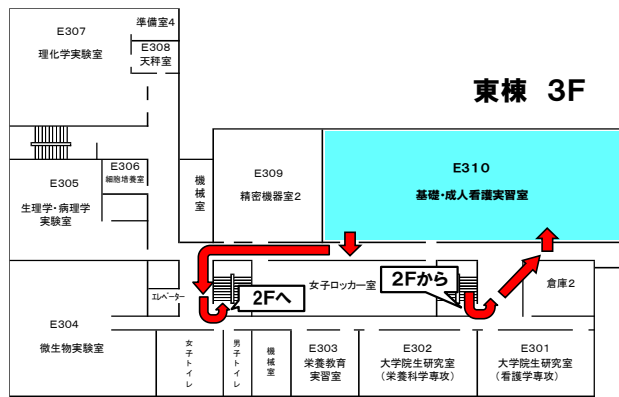 E307
理化学実験室
準備室4
E308
天秤室
東棟 3F
E306
細胞培養室
E305
生理学・病理学
実験室
機械室
E309
精密機器室2
E310
基礎・成人看護実習室
エレベーター
2Fへ
女子ロッカー室
2Fから
倉庫2
E304
微生物実験室
女子トイレ
男子トイレ
機械室
E303
栄養教育
実習室
E302
大学院生研究室
(栄養科学専攻)
E301
大学院生研究室
(看護学専攻)